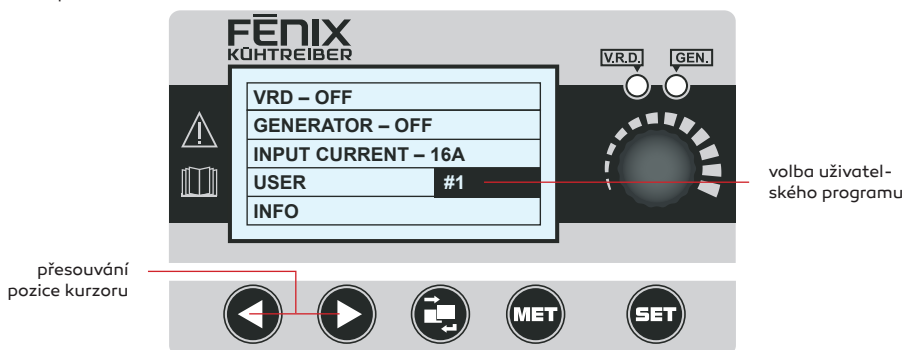 FĒNIX
KÜHTREIBER
V.R.D.
GEN.
VRD – OFF
GENERATOR – OFF
INPUT CURRENT – 16A
USER #1
INFO
volba uživatel-
ského programu
přesouvání
pozice kurzoru
MET
SET